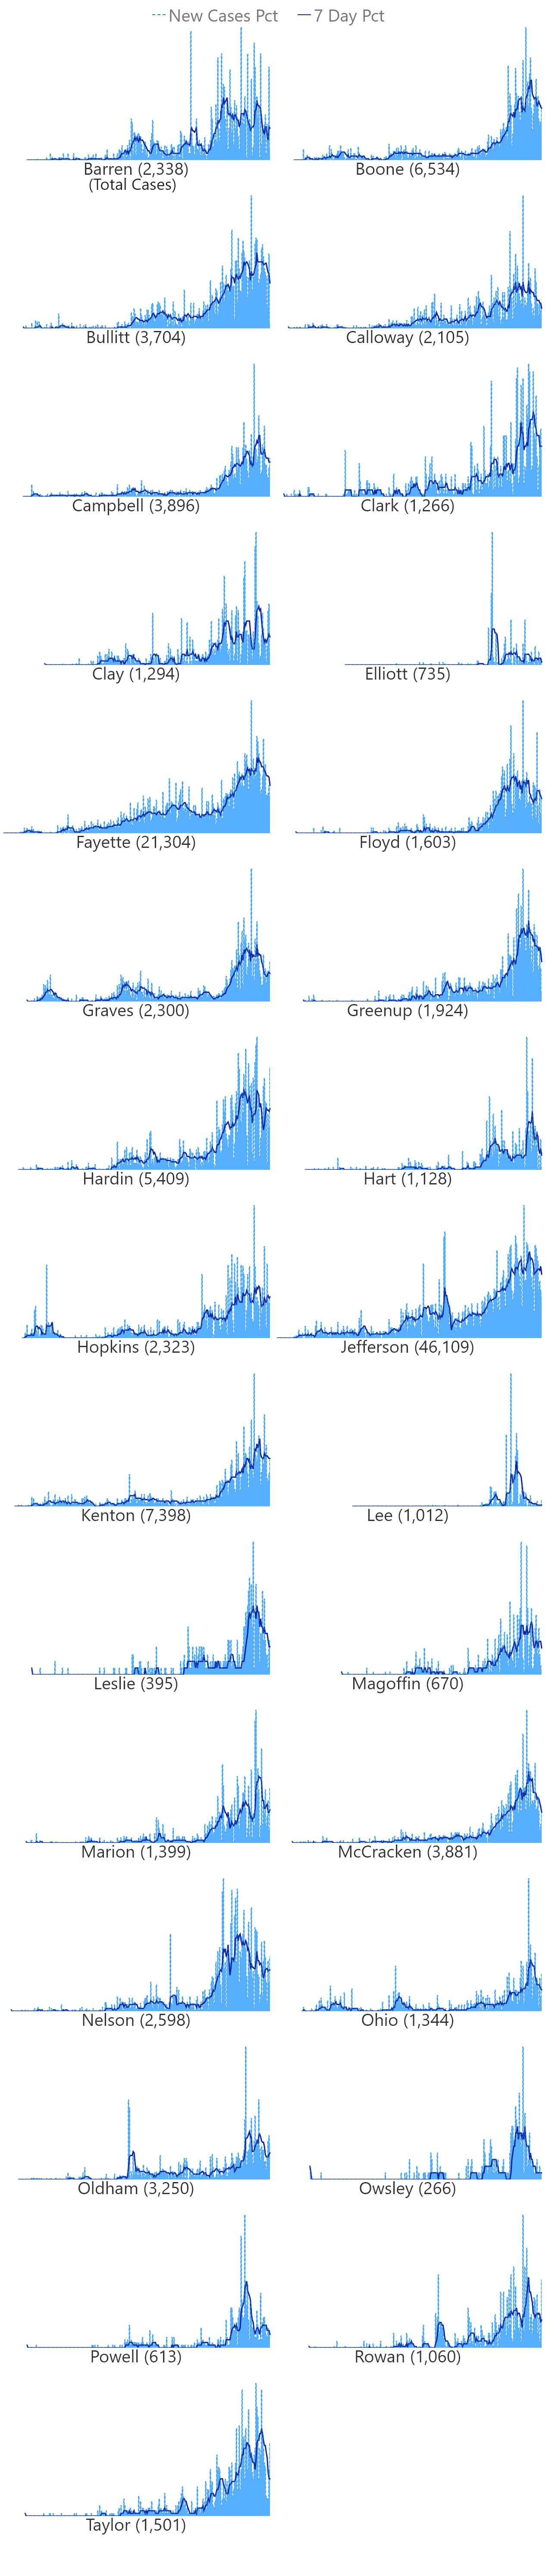 New Cases Pct 7 Day Pct
Barren (2,338)
(Total Cases)
Boone (6,534)
Bullitt (3,704)
Calloway (2,105)
Campbell (3,896)
Clark (1,266)
Clay (1,294)
Elliott (735)
Fayette (21,304)
Floyd (1,603)
Graves (2,300)
Greenup (1,924)
Hardin (5,409)
Hart (1,128)
Hopkins (2,323)
Jefferson (46,109)
Kenton (7,398)
Lee (1,012)
Leslie (395)
Magoffin (670)
Marion (1,399)
McCracken (3,881)
Nelson (2,598)
Ohio (1,344)
Oldham (3,250)
Owsley (266)
Powell (613)
Rowan (1,060)
Taylor (1,501)